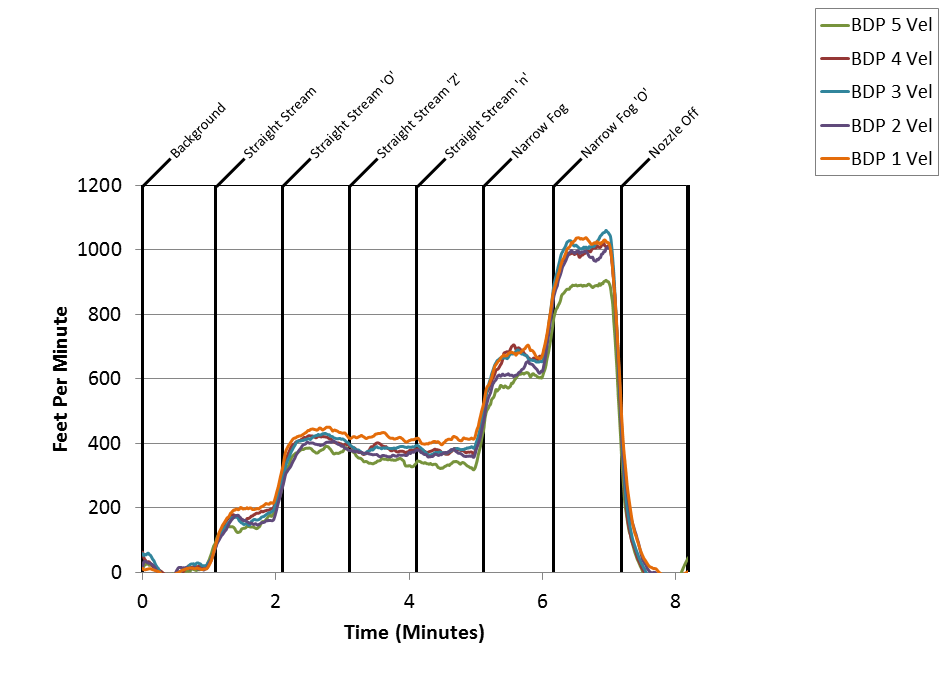 BDP 5 Vel
BDP 4 Vel
BDP 3 Vel
BDP 2 Vel
BDP 1 Vel
Background
Straight Stream
Straight Stream 'O'
Straight Stream 'Z'
Straight Stream 'n'
Narrow Fog
Narrow Fog 'O'
Nozzle Off
1200
1000
800
600
400
200
0
Feet Per Minute
0 2 4 6 8
Time (Minutes)